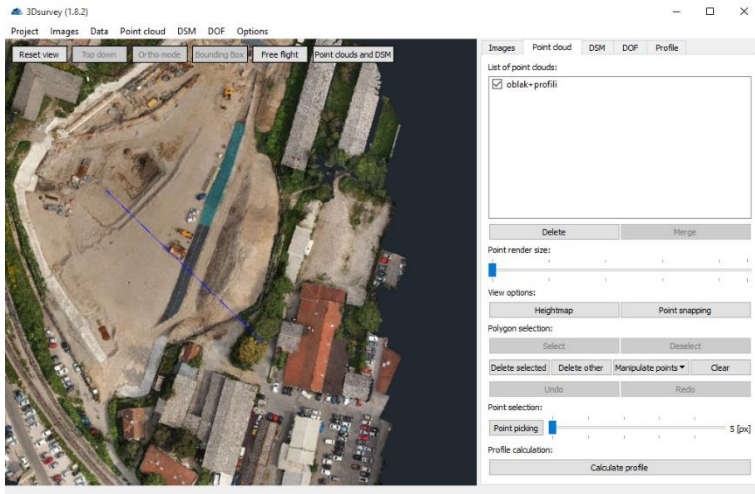 3Dsurvey (1.8.2)
Project Images Data Point cloud DSM DOF Options
Reset view Top down Ortho mode Bounding Box Free flight Point clouds and DSM
Images Point cloud DSM DOF Profile
List of point clouds:
oblak+profili
Delete Merge
Point render size:
View options:
Heightmap Point snapping
Polygon selection:
Select Deselect
Delete selected Delete other Manipulate points Clear
Undo Redo
Point selection:
Point picking 5 [px]
Profile calculation:
Calculate profile